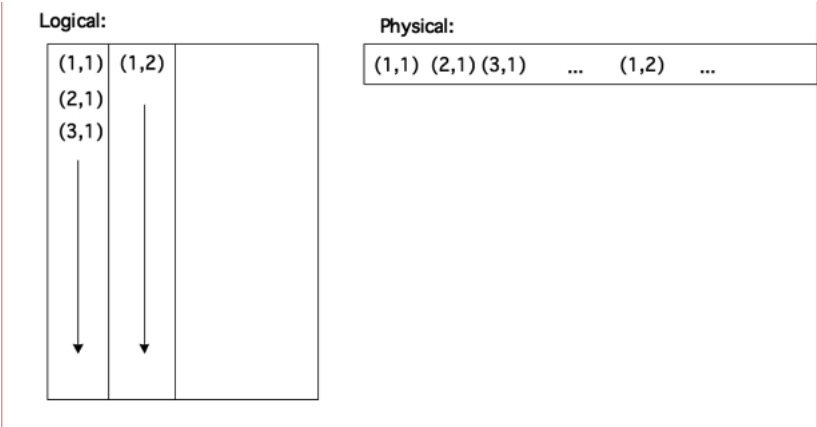 Logical:
(1,1) (1,2)
(2,1)
(3,1)
Physical:
(1,1) (2,1) (3,1) ... (1,2) ...